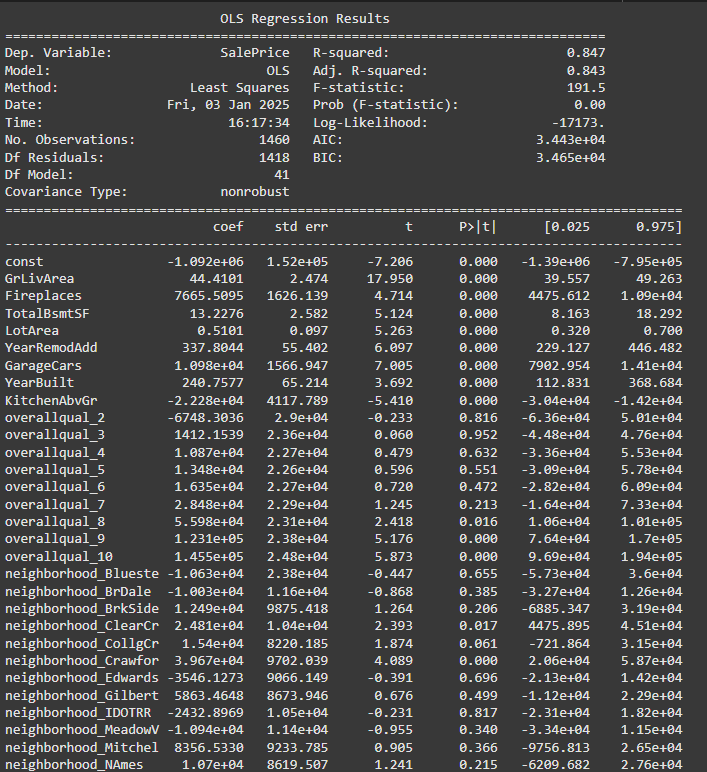 OLS Regression Results
==============================================================================
Dep. Variable: SalePrice R-squared: 0.847
Model: OLS Adj. R-squared: 0.843
Method: Least Squares F-statistic: 191.5
Date: Fri, 03 Jan 2025 Prob (F-statistic): 0.00
Time: 16:17:34 Log-Likelihood: -17173.
No. Observations: 1460 AIC: 3.443e+04
Df Residuals: 1418 BIC: 3.465e+04
Df Model: 41
Covariance Type: nonrobust
========================================================================================
coef std err t P>|t| [0.025 0.975]
----------------------------------------------------------------------------------------
const -1.092e+06 1.52e+05 -7.206 0.000 -1.39e+06 -7.95e+05
GrLivArea 44.4101 2.474 17.950 0.000 39.557 49.263
Fireplaces 7665.5095 1626.139 4.714 0.000 4475.612 1.09e+04
TotalBsmtSF 13.2276 2.582 5.124 0.000 8.163 18.292
LotArea 0.5101 0.097 5.263 0.000 0.320 0.700
YearRemodAdd 337.8044 55.402 6.097 0.000 229.127 446.482
GarageCars 1.098e+04 1566.947 7.005 0.000 7902.954 1.41e+04
YearBuilt 240.7577 65.214 3.692 0.000 112.831 368.684
KitchenAbvGr -2.228e+04 4117.789 -5.410 0.000 -3.04e+04 -1.42e+04
overallqual_2 -6748.3036 2.9e+04 -0.233 0.816 -6.36e+04 5.01e+04
overallqual_3 1412.1539 2.36e+04 0.060 0.952 -4.48e+04 4.76e+04
overallqual_4 1.087e+04 2.27e+04 0.479 0.632 -3.36e+04 5.53e+04
overallqual_5 1.348e+04 2.26e+04 0.596 0.551 -3.09e+04 5.78e+04
overallqual_6 1.635e+04 2.27e+04 0.720 0.472 -2.82e+04 6.09e+04
overallqual_7 2.848e+04 2.29e+04 1.245 0.213 -1.64e+04 7.33e+04
overallqual_8 5.598e+04 2.31e+04 2.418 0.016 1.06e+04 1.01e+05
overallqual_9 1.231e+05 2.38e+04 5.176 0.000 7.64e+04 1.7e+05
overallqual_10 1.455e+05 2.48e+04 5.873 0.000 9.69e+04 1.94e+05
neighborhood_Blueste -1.063e+04 2.38e+04 -0.447 0.655 -5.73e+04 3.6e+04
neighborhood_BrDale -1.003e+04 1.16e+04 -0.868 0.385 -3.27e+04 1.26e+04
neighborhood_BrkSide 1.249e+04 9875.418 1.264 0.206 -6885.347 3.19e+04
neighborhood_ClearCr 2.481e+04 1.04e+04 2.393 0.017 4475.895 4.51e+04
neighborhood_CollgCr 1.54e+04 8220.185 1.874 0.061 -721.864 3.15e+04
neighborhood_Crawfor 3.967e+04 9702.039 4.089 0.000 2.06e+04 5.87e+04
neighborhood_Edwards -3546.1273 9066.149 -0.391 0.696 -2.13e+04 1.42e+04
neighborhood_Gilbert 5863.4648 8673.946 0.676 0.499 -1.12e+04 2.29e+04
neighborhood_IDOTRR -2432.8969 1.05e+04 -0.231 0.817 -2.31e+04 1.82e+04
neighborhood_MeadowV -1.094e+04 1.14e+04 -0.955 0.340 -3.34e+04 1.15e+04
neighborhood_Mitchel 8356.5330 9233.785 0.905 0.366 -9756.813 2.65e+04
neighborhood_NAmes 1.07e+04 8619.507 1.241 0.215 -6209.682 2.76e+04